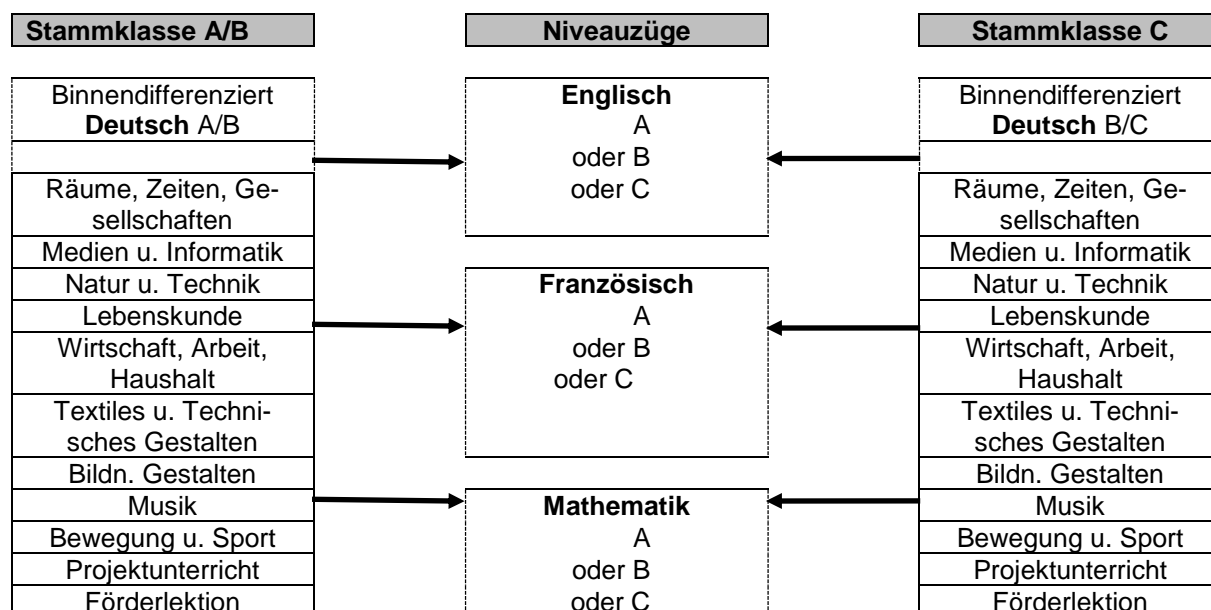 Stammklasse A/B
Binnendifferenziert
Deutsch A/B
Räume, Zeiten, Ge-
sellschaften
Medien u. Informatik
Natur u. Technik
Lebenskunde
Wirtschaft, Arbeit,
Haushalt
Textiles u. Techni-
sches Gestalten
Bildn. Gestalten
Musik
Bewegung u. Sport
Projektunterricht
Förderlektion
Niveauzüge
Englisch
A
oder B
oder C
Französisch
A
oder B
oder C
Mathematik
A
oder B
oder C
Stammklasse C
Binnendifferenziert
Deutsch B/C
Räume, Zeiten, Ge-
sellschaften
Medien u. Informatik
Natur u. Technik
Lebenskunde
Wirtschaft, Arbeit,
Haushalt
Textiles u. Techni-
sches Gestalten
Bildn. Gestalten
Musik
Bewegung u. Sport
Projektunterricht
Förderlektion